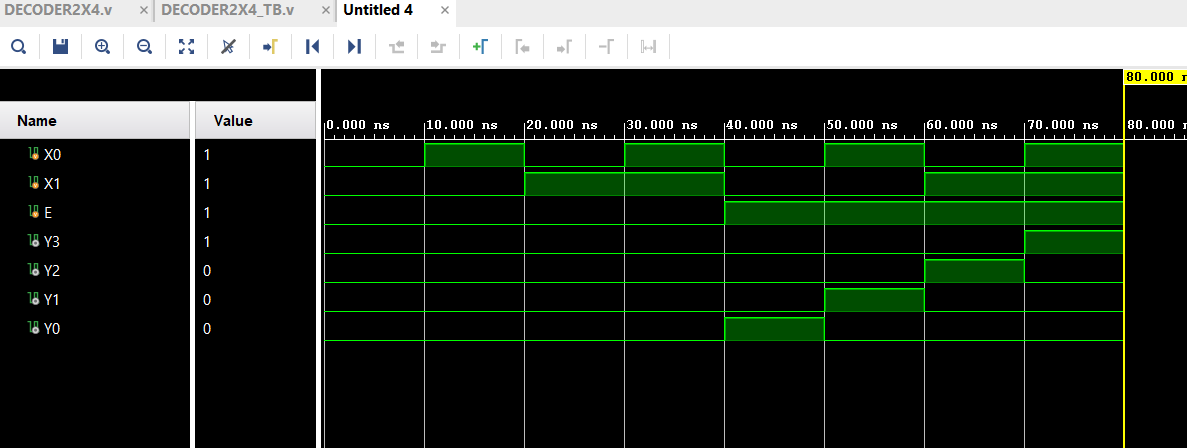 DECODER2X4.v × DECODER2X4_TB.v × Untitled 4 ×
80.000 n
Name Value
0.000 ns 10.000 ns 20.000 ns 30.000 ns 40.000 ns 50.000 ns 60.000 ns 70.000 ns 80.000
X0 1
X1 1
E 1
Y3 1
Y2 0
Y1 0
Y0 0